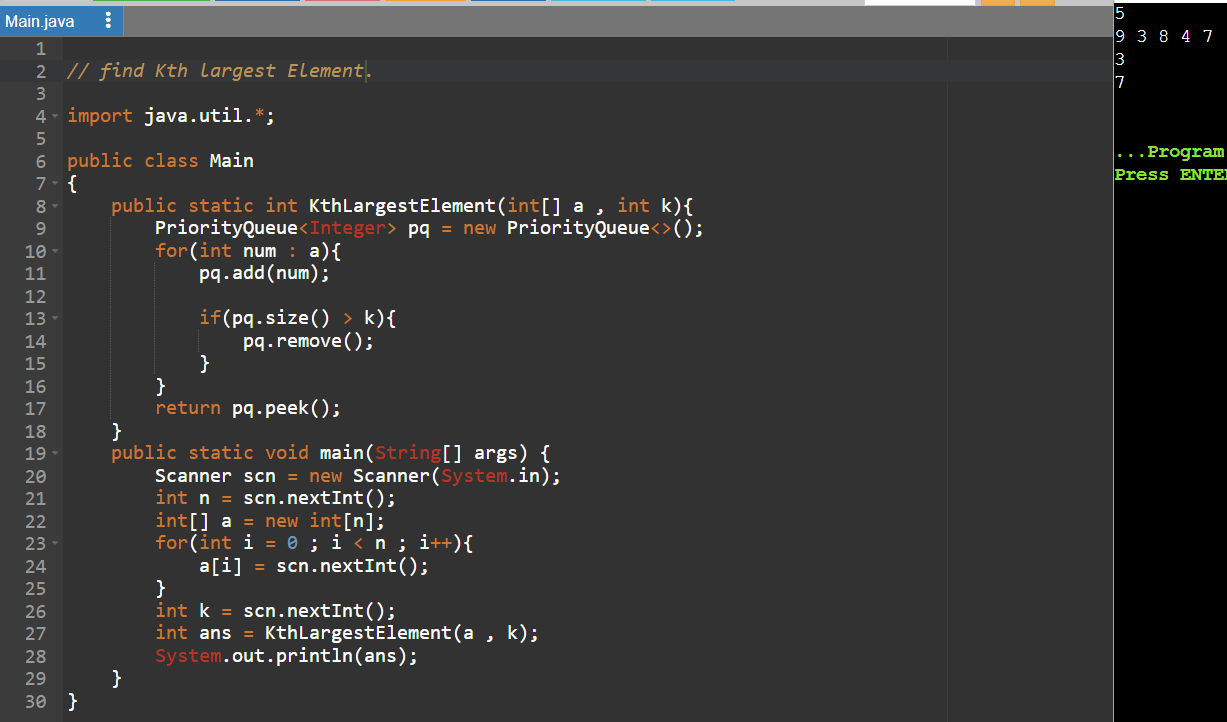 Main.java
1
2 // find Kth largest Element.
3
4 import java.util.*;
5
6 public class Main
7 {
8 public static int KthLargestElement(int[] a , int k){
9 PriorityQueue<Integer> pq = new PriorityQueue<>();
10 for(int num : a){
11 pq.add(num);
12
13 if(pq.size() > k){
14 pq.remove();
15 }
16 }
17 return pq.peek();
18 }
19 public static void main(String[] args) {
20 Scanner scn = new Scanner(System.in);
21 int n = scn.nextInt();
22 int[] a = new int[n];
23 for(int i = 0 ; i < n ; i++){
24 a[i] = scn.nextInt();
25 }
26 int k = scn.nextInt();
27 int ans = KthLargestElement(a , k);
28 System.out.println(ans);
29 }
30 }
5
9 3 8 4 7
3
7
...Program
Press